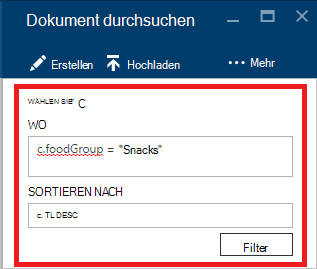 Dokument durchsuchen
Erstellen Hochladen ··· Mehr
WÄHLEN SIE* C
WO
c.foodGroup = "Snacks"
SORTIEREN NACH
c. TL DESC
Filter